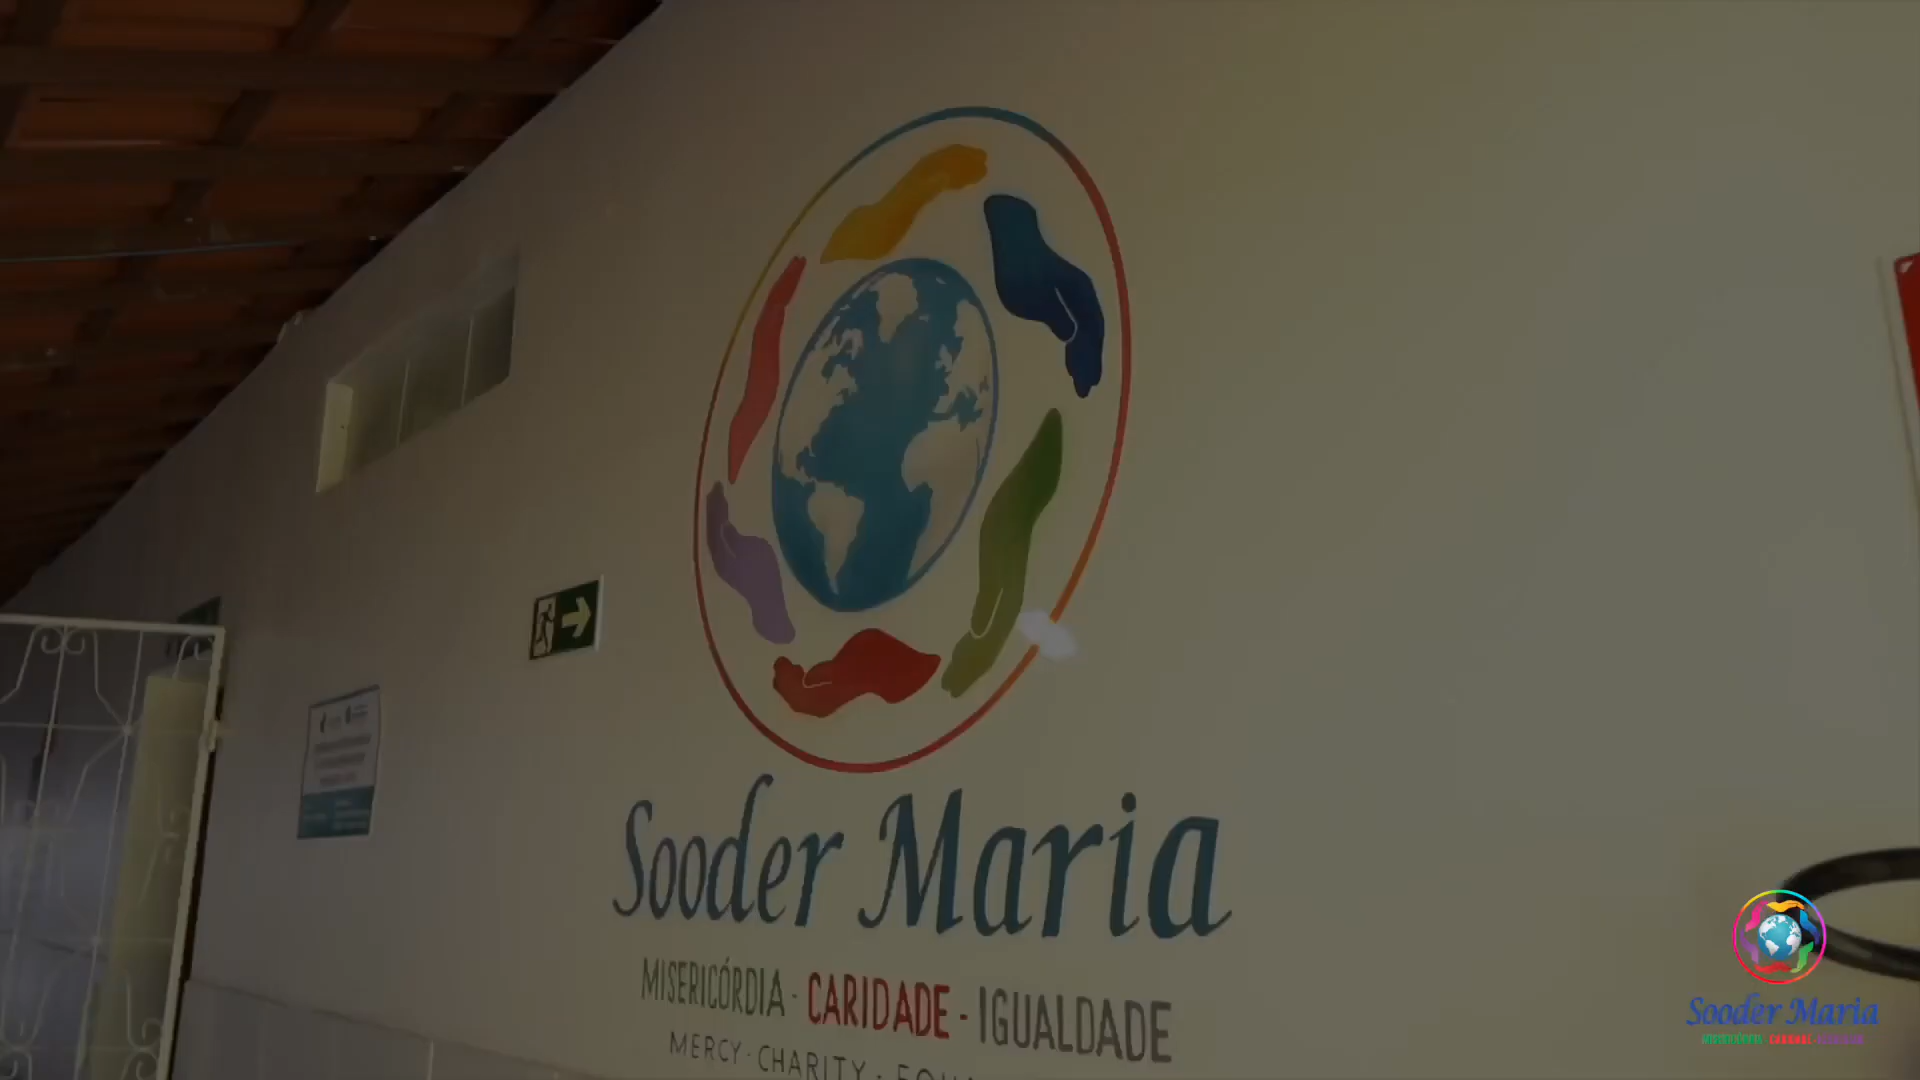 Sooder Maria
MISERICÓRDIA - CARIDADE - IGUALDADE
MERCY · CHARITY ·
Sooder Maria